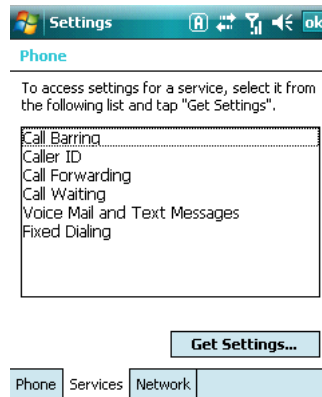 Settings
A
ok
Phone
To access settings for a service, select it from
the following list and tap "Get Settings".
Call Barring
Caller ID
Call Forwarding
Call Waiting
Voice Mail and Text Messages
Fixed Dialing
Get Settings...
Phone Services Network